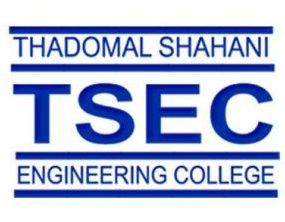 THADOMAL SHAHANI
TSEC
ENGINEERING COLLEGE